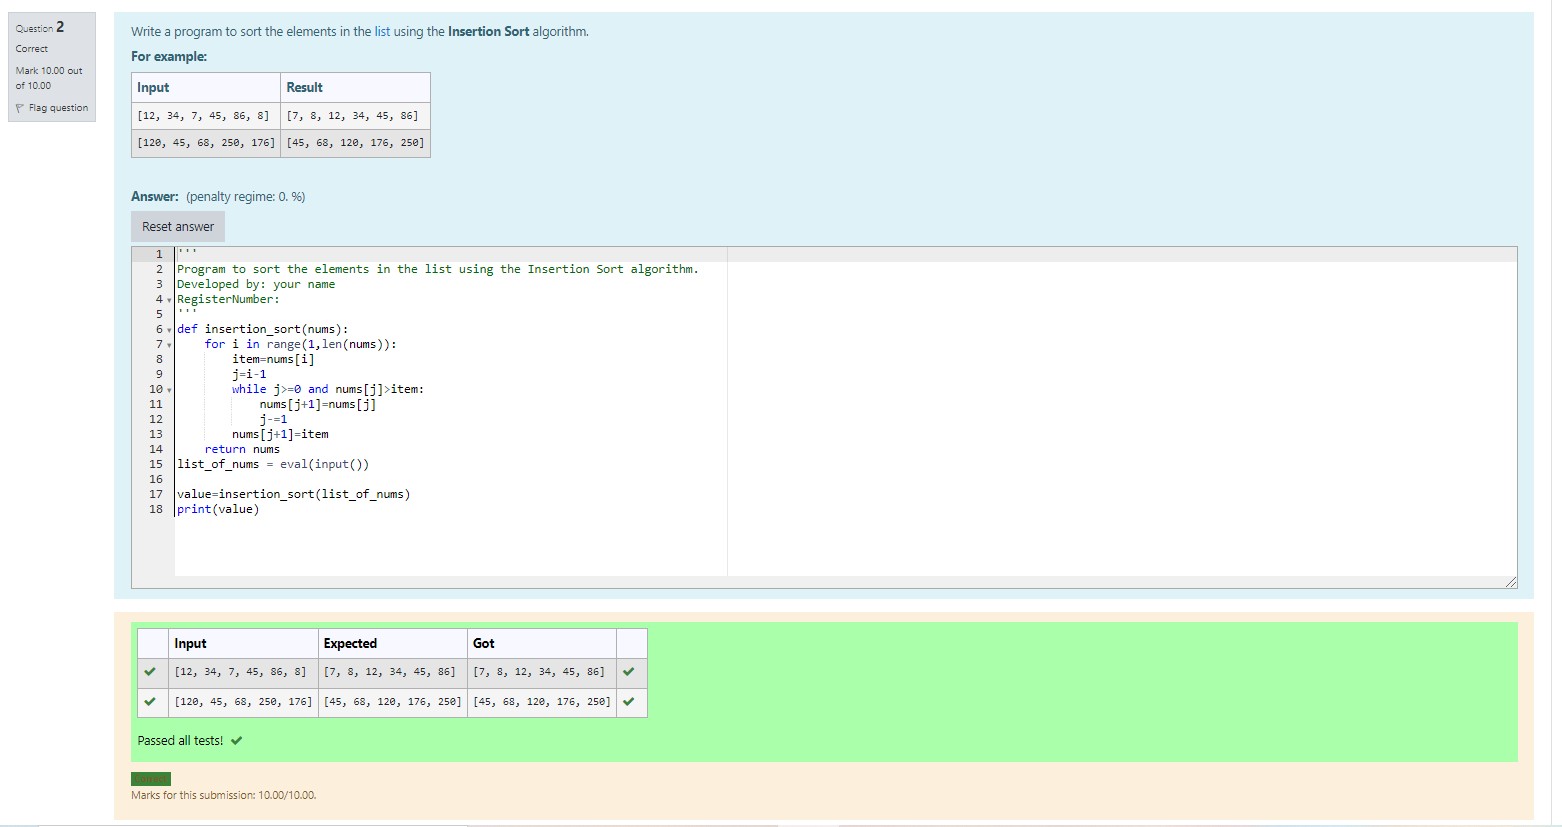 Question 2
Correct
Mark 10.00 out
of 10.00
Flag question
Write a program to sort the elements in the list using the Insertion Sort algorithm.
For example:
Input Result
[12, 34, 7, 45, 86, 8] [7, 8, 12, 34, 45, 86]
[120, 45, 68, 250, 176] [45, 68, 120, 176, 250]
Answer: (penalty regime: 0. %)
Reset answer
1 '''
2 Program to sort the elements in the list using the Insertion Sort algorithm.
3 Developed by: your name
4 RegisterNumber:
5 '''
6 def insertion_sort(nums):
7     for i in range(1,len(nums)):
8         item=nums[i]
9         j=i-1
10         while j>=0 and nums[j]>item:
11             nums[j+1]=nums[j]
12             j-=1
13         nums[j+1]=item
14     return nums
15 list_of_nums = eval(input())
16
17 value=insertion_sort(list_of_nums)
18 print(value)
Input Expected Got
[12, 34, 7, 45, 86, 8] [7, 8, 12, 34, 45, 86] [7, 8, 12, 34, 45, 86]
[120, 45, 68, 250, 176] [45, 68, 120, 176, 250] [45, 68, 120, 176, 250]
Passed all tests!
Correct
Marks for this submission: 10.00/10.00.